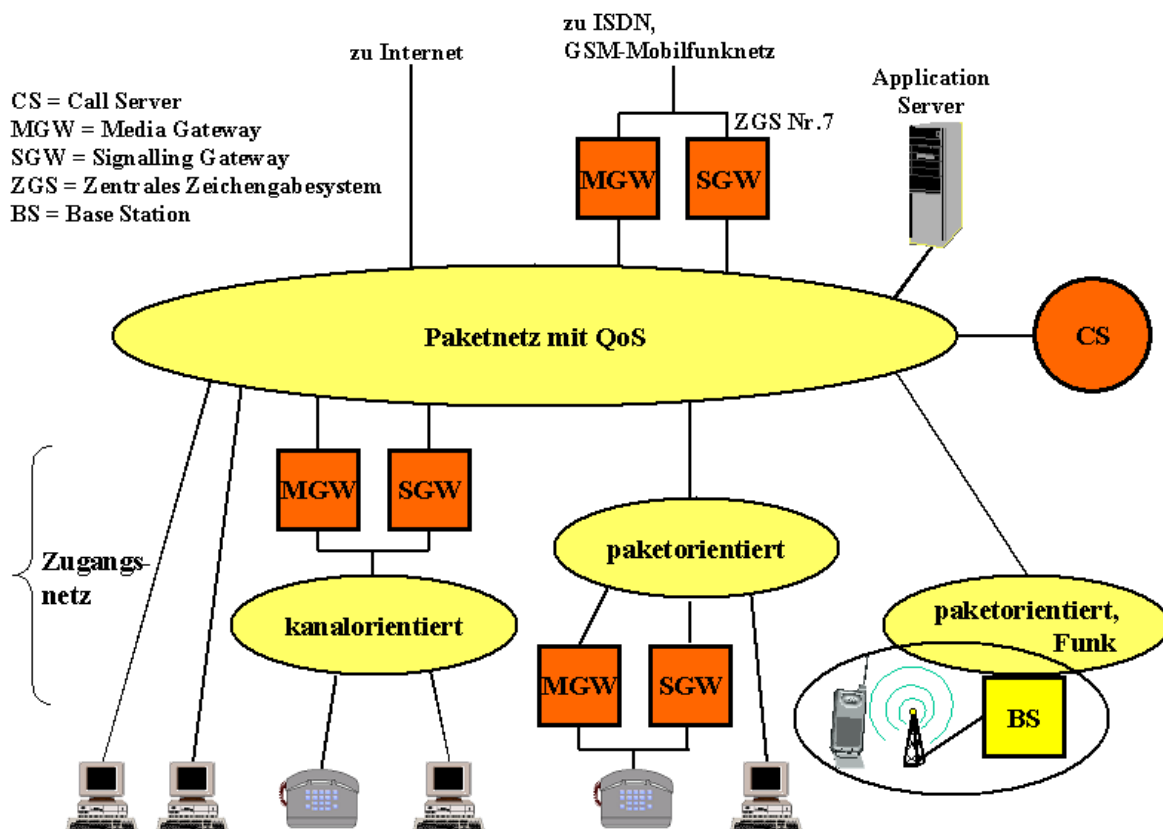 zu Internet
zu ISDN,
GSM-Mobilfunknetz
Application
Server
CS = Call Server
MGW = Media Gateway
SGW = Signalling Gateway
ZGS = Zentrales Zeichengabesystem
BS = Base Station
ZGS Nr.7
MGW
SGW
Paketnetz mit QoS
CS
MGW
SGW
Zugangs-
netz
kanalorientiert
paketorientiert
paketorientiert,
Funk
MGW
SGW
BS